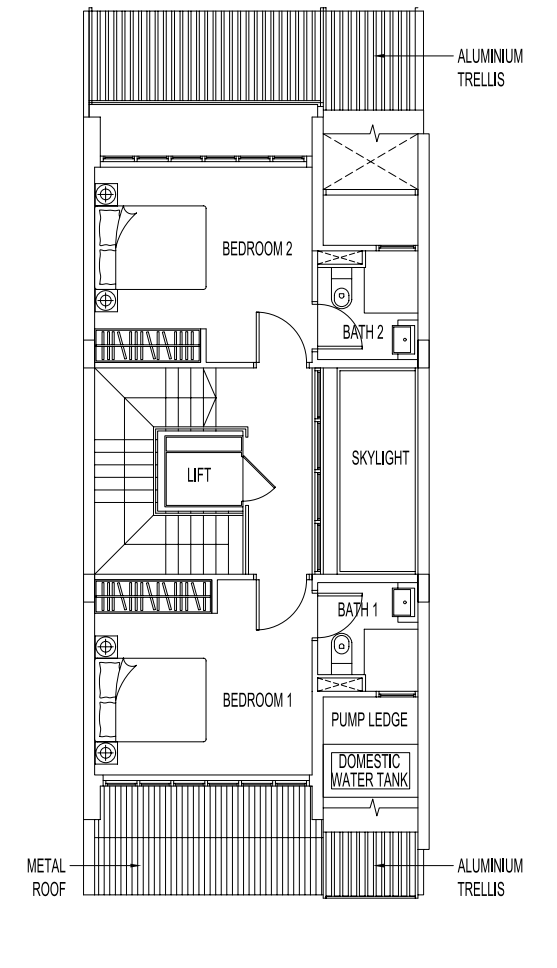 ALUMINIUM
TRELLIS
BEDROOM 2
BATH 2
LIFT
SKYLIGHT
BATH 1
BEDROOM 1
PUMP LEDGE
DOMESTIC
WATER TANK
METAL
ROOF
ALUMINIUM
TRELLIS